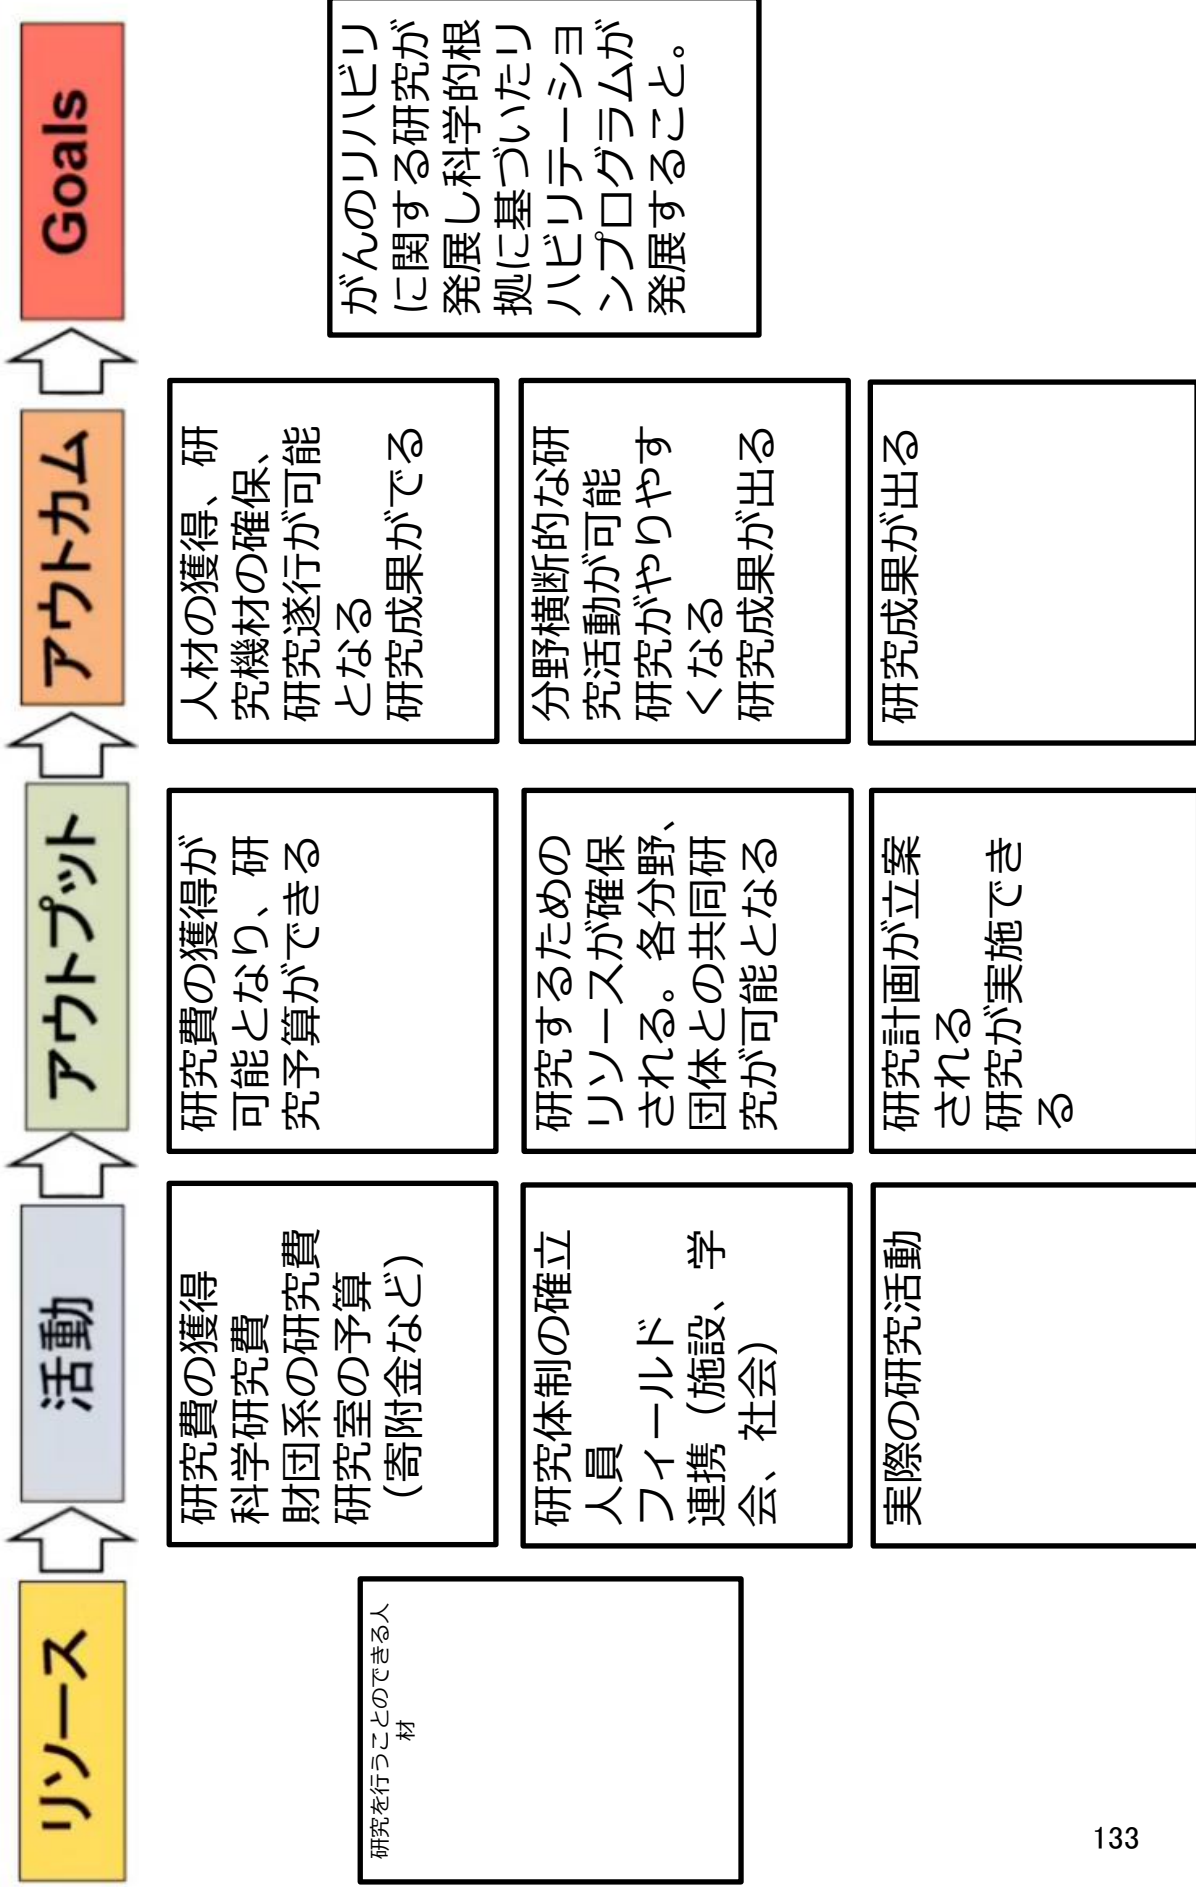 リソース
活動
アウトプット
アウトカム
Goals
研究を行うことのできる人
材
研究費の獲得
科学研究費
財団系の研究費
研究室の予算
（寄附金など）
研究体制の確立
人員
フィールド
連携（施設、学
会、社会）
実際の研究活動
研究費の獲得が
可能となり、研
究予算ができる
研究するための
リソースが確保
される。各分野、
団体との共同研
究が可能となる
研究計画が立案
される
研究が実施でき
る
人材の獲得、研
究機材の確保、
研究遂行が可能
となる
研究成果がでる
分野横断的な研
究活動が可能
研究がやりやす
くなる
研究成果が出る
研究成果が出る
がんのリハビリ
に関する研究が
発展し科学的根
拠に基づいたリ
ハビリテーショ
ンプログラムが
発展すること。
133